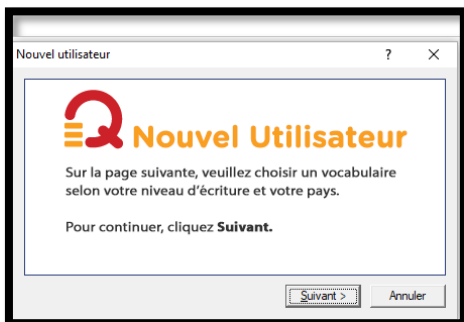 Nouvel utilisateur ? ×
Nouvel Utilisateur
Sur la page suivante, veuillez choisir un vocabulaire
selon votre niveau d'écriture et votre pays.
Pour continuer, cliquez Suivant.
Suivant > Annuler